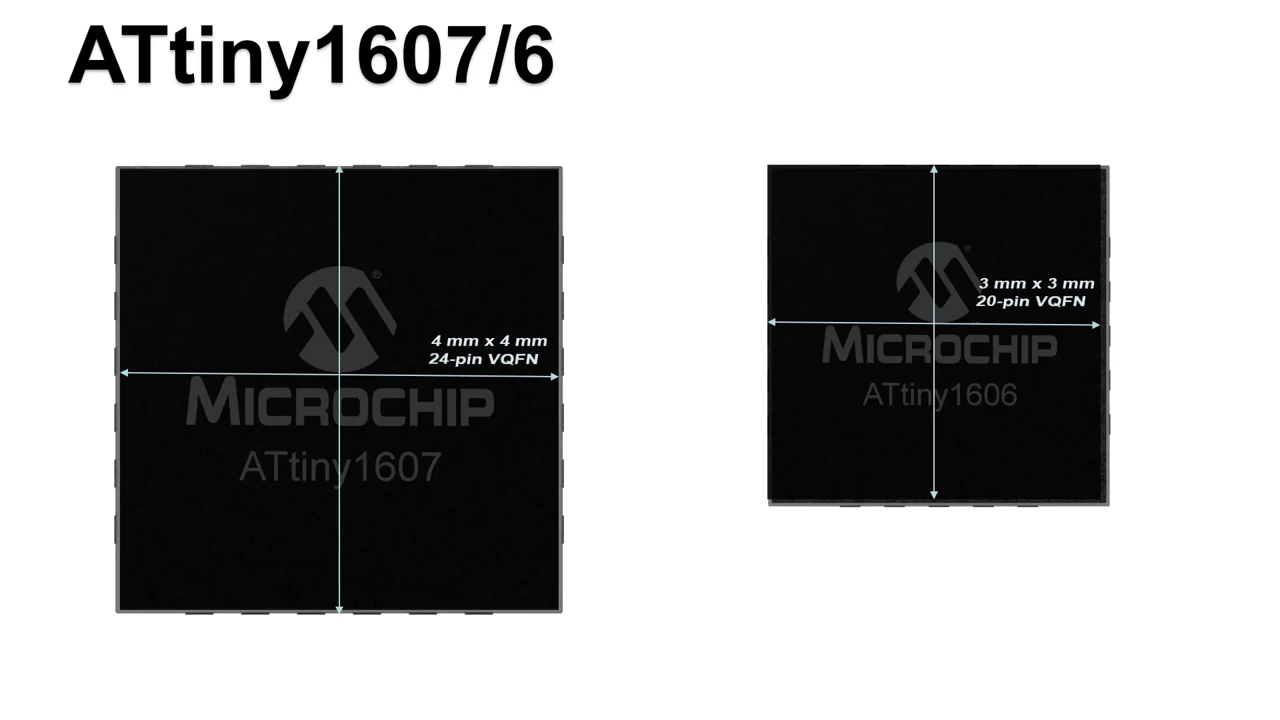 ATtiny1607/6
®
4 mm x 4 mm
24-pin VQFN
MICROCHIP
ATtiny1607
®
3 mm x 3 mm
20-pin VQFN
MICROCHIP
ATtiny1606